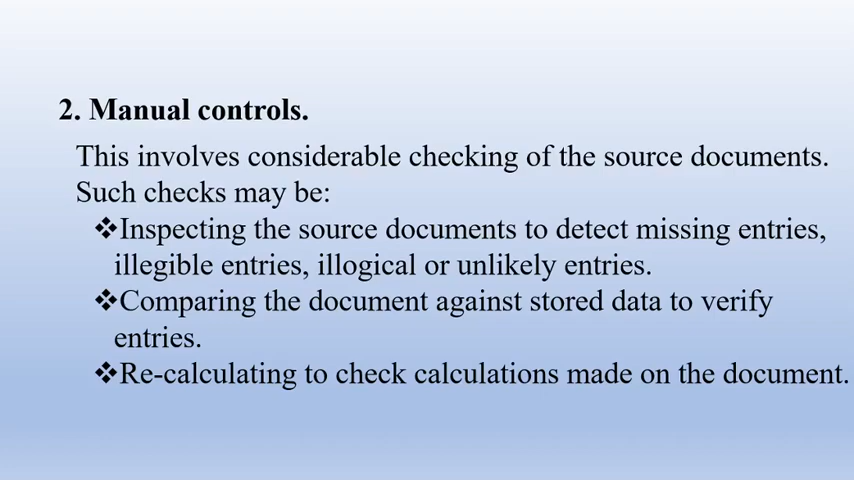 2. Manual controls.
This involves considerable checking of the source documents.
Such checks may be:
❖Inspecting the source documents to detect missing entries,
illegible entries, illogical or unlikely entries.
❖Comparing the document against stored data to verify
entries.
❖Re-calculating to check calculations made on the document.